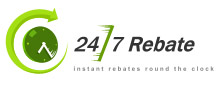 24/7 Rebate
instant rebates round the clock